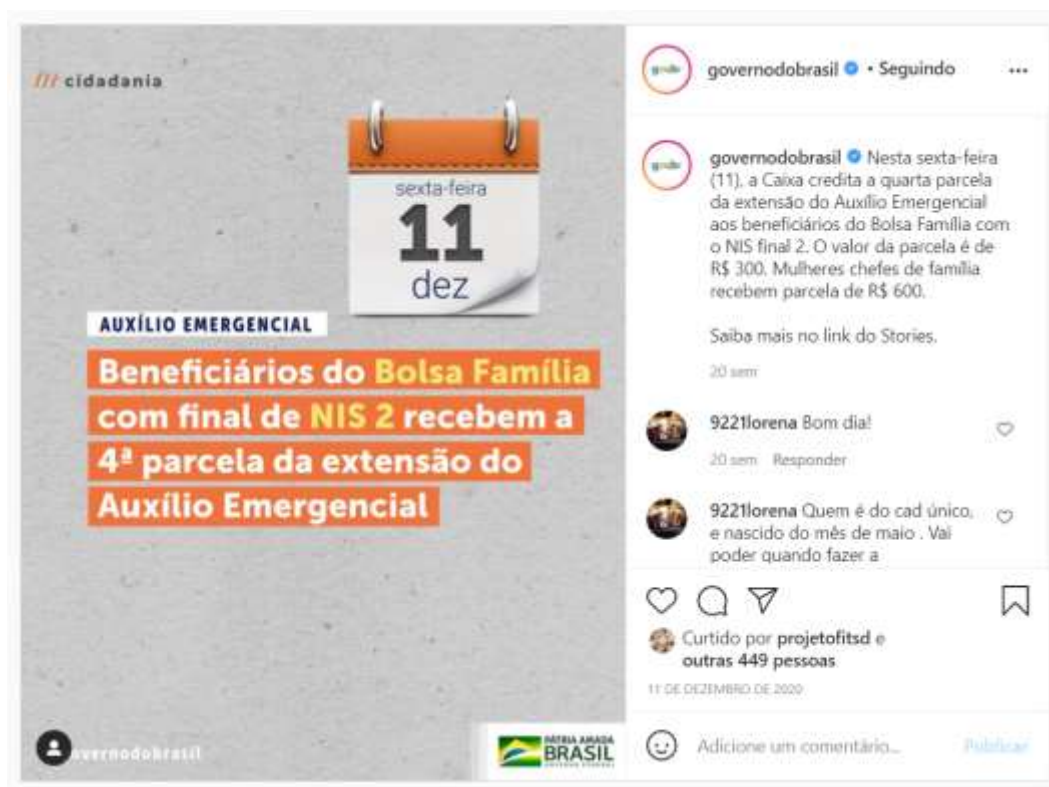 /// cidadania
sexta-feira
11
dez
AUXÍLIO EMERGENCIAL
Beneficiários do Bolsa Família
com final de NIS 2 recebem a
4ª parcela da extensão do
Auxílio Emergencial
governodobrasil
PÁTRIA AMADA
BRASIL
GOVERNO FEDERAL
governodobrasil • Seguindo
governodobrasil Nesta sexta-feira
(11), a Caixa credita a quarta parcela
da extensão do Auxílio Emergencial
aos beneficiários do Bolsa Família com
o NIS final 2. O valor da parcela é de
R$ 300. Mulheres chefes de família
recebem parcela de R$ 600.
Saiba mais no link do Stories.
20 sem
9221lorena Bom dia!
20 sem Responder
9221lorena Quem é do cad único,
e nascido do mês de maio . Vai
poder quando fazer a
Curtido por projetofitsd e
outras 449 pessoas
11 DE DEZEMBRO DE 2020
Adicione um comentário...
Publicar